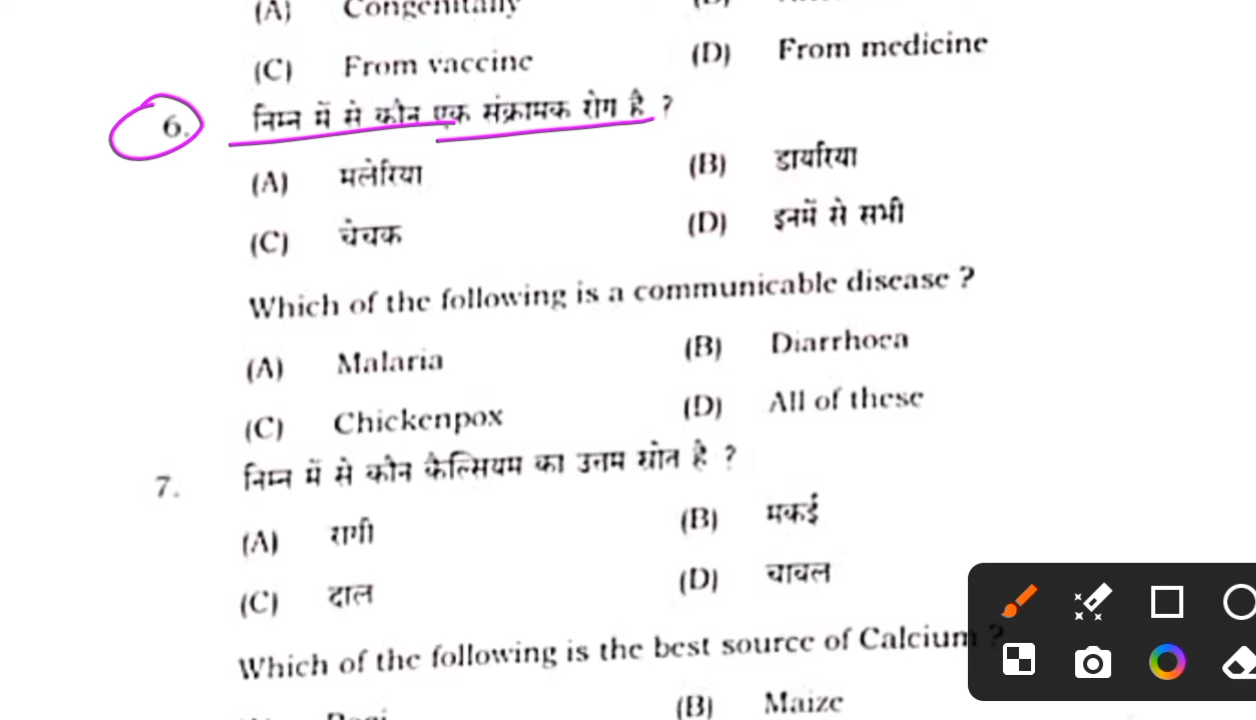 (A) Congenitally
(C) From vaccine (D) From medicine
6. निम्न में से कौन एक संक्रामक रोग है ?
(A) मलेरिया (B) डायरिया
(C) चेचक (D) इनमें से सभी
Which of the following is a communicable disease ?
(A) Malaria (B) Diarrhoea
(C) Chickenpox (D) All of these
7. निम्न में से कौन कैल्सियम का उत्तम स्रोत है ?
(A) रागी (B) मकई
(C) दाल (D) चावल
Which of the following is the best source of Calcium ?
(B) Maize